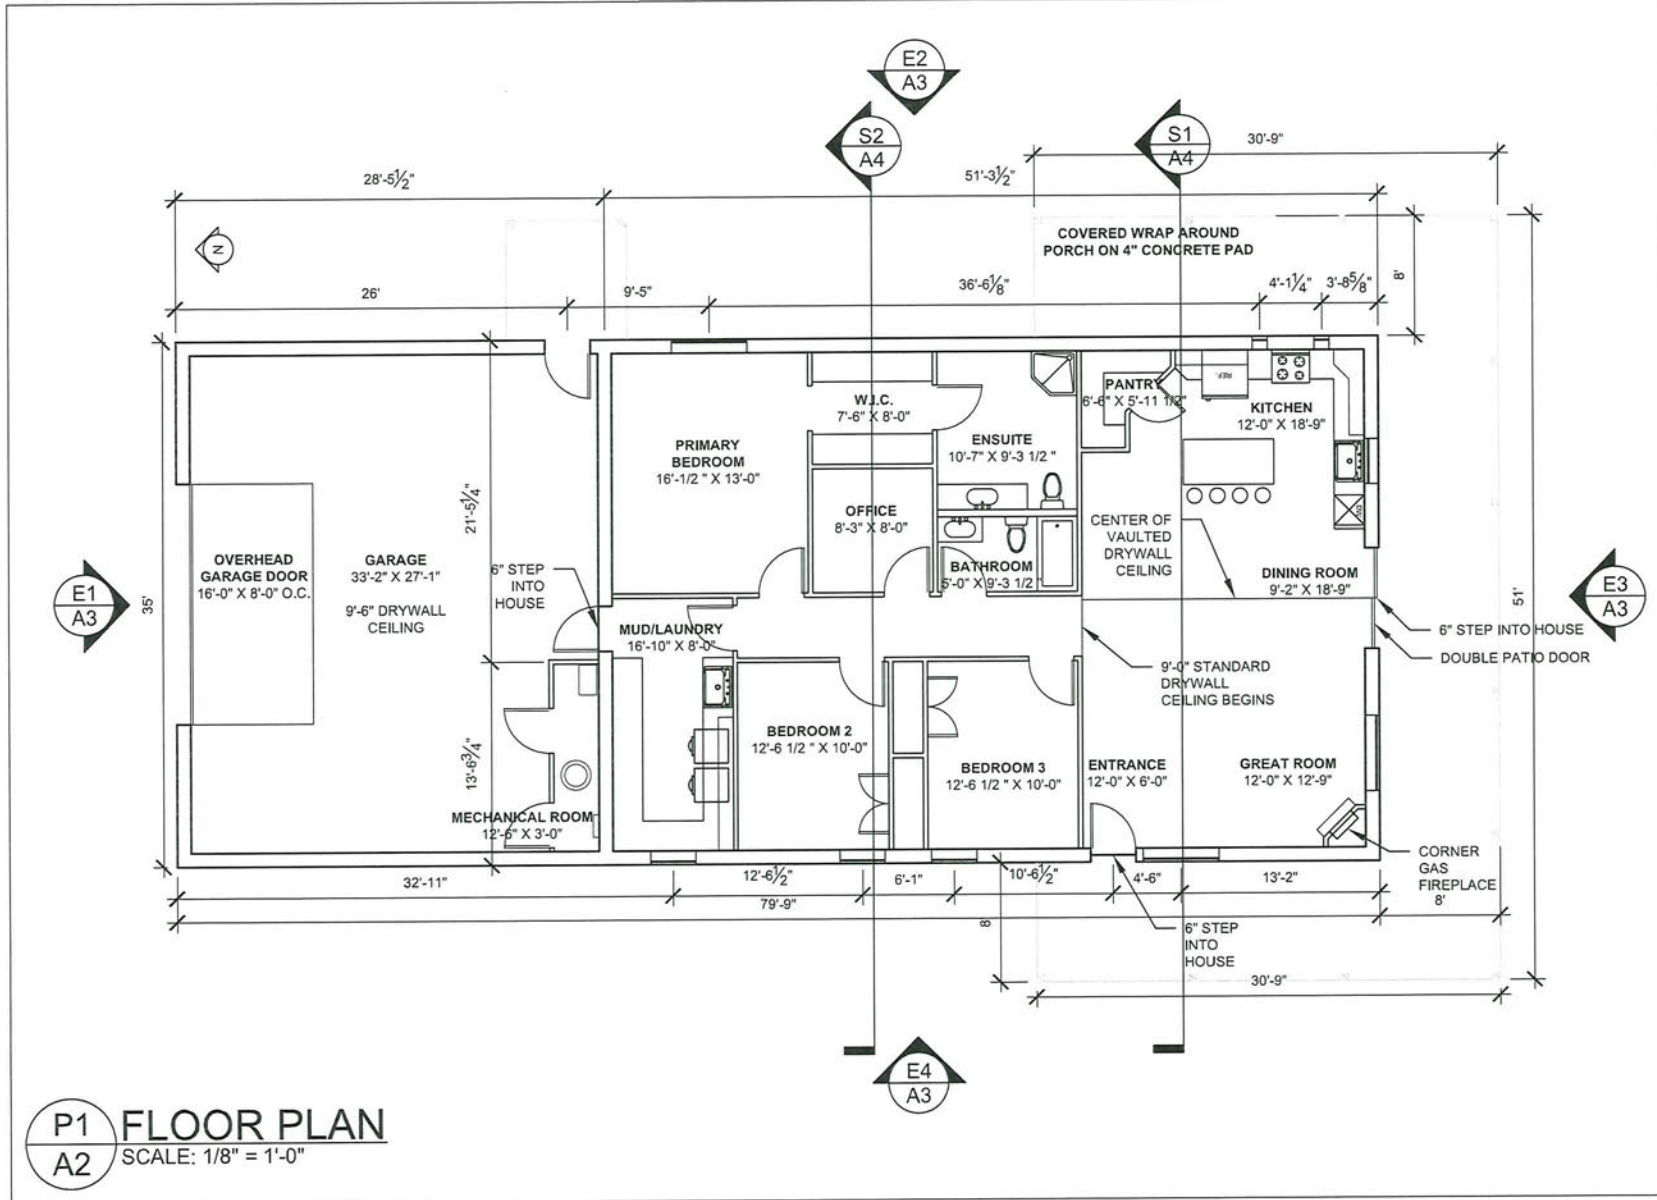 E2
A3
S2
A4
S1
A4
30'-9"
28'-5½"
51'-3½"
N
COVERED WRAP AROUND
PORCH ON 4" CONCRETE PAD
8'
26'
9'-5"
36'-6⅛"
4'-1¼"
3'-8⅝"
PANTRY
6'-6" X 5'-11 1/2"
REF.
KITCHEN
12'-0" X 18'-9"
W.I.C.
7'-6" X 8'-0"
PRIMARY
BEDROOM
16'-1/2 " X 13'-0"
ENSUITE
10'-7" X 9'-3 1/2 "
OFFICE
8'-3" X 8'-0"
21'-5¼"
CENTER OF
VAULTED
DRYWALL
CEILING
D/W
OVERHEAD
GARAGE DOOR
16'-0" X 8'-0" O.C.
GARAGE
33'-2" X 27'-1"
9'-6" DRYWALL
CEILING
6" STEP
INTO
HOUSE
BATHROOM
5'-0" X 9'-3 1/2
DINING ROOM
9'-2" X 18'-9"
E1
A3
35'
51'
E3
A3
MUD/LAUNDRY
16'-10" X 8'-0"
6" STEP INTO HOUSE
DOUBLE PATIO DOOR
9'-0" STANDARD
DRYWALL
CEILING BEGINS
BEDROOM 2
12'-6 1/2 " X 10'-0"
13'-6¾"
BEDROOM 3
12'-6 1/2 " X 10'-0"
ENTRANCE
12'-0" X 6'-0"
GREAT ROOM
12'-0" X 12'-9"
MECHANICAL ROOM
12'-6" X 3'-0"
CORNER
GAS
FIREPLACE
8'
32'-11"
12'-6½"
6'-1"
10'-6½"
4'-6"
13'-2"
79'-9"
8'
6" STEP
INTO
HOUSE
30'-9"
E4
A3
P1
A2
FLOOR PLAN
SCALE: 1/8" = 1'-0"